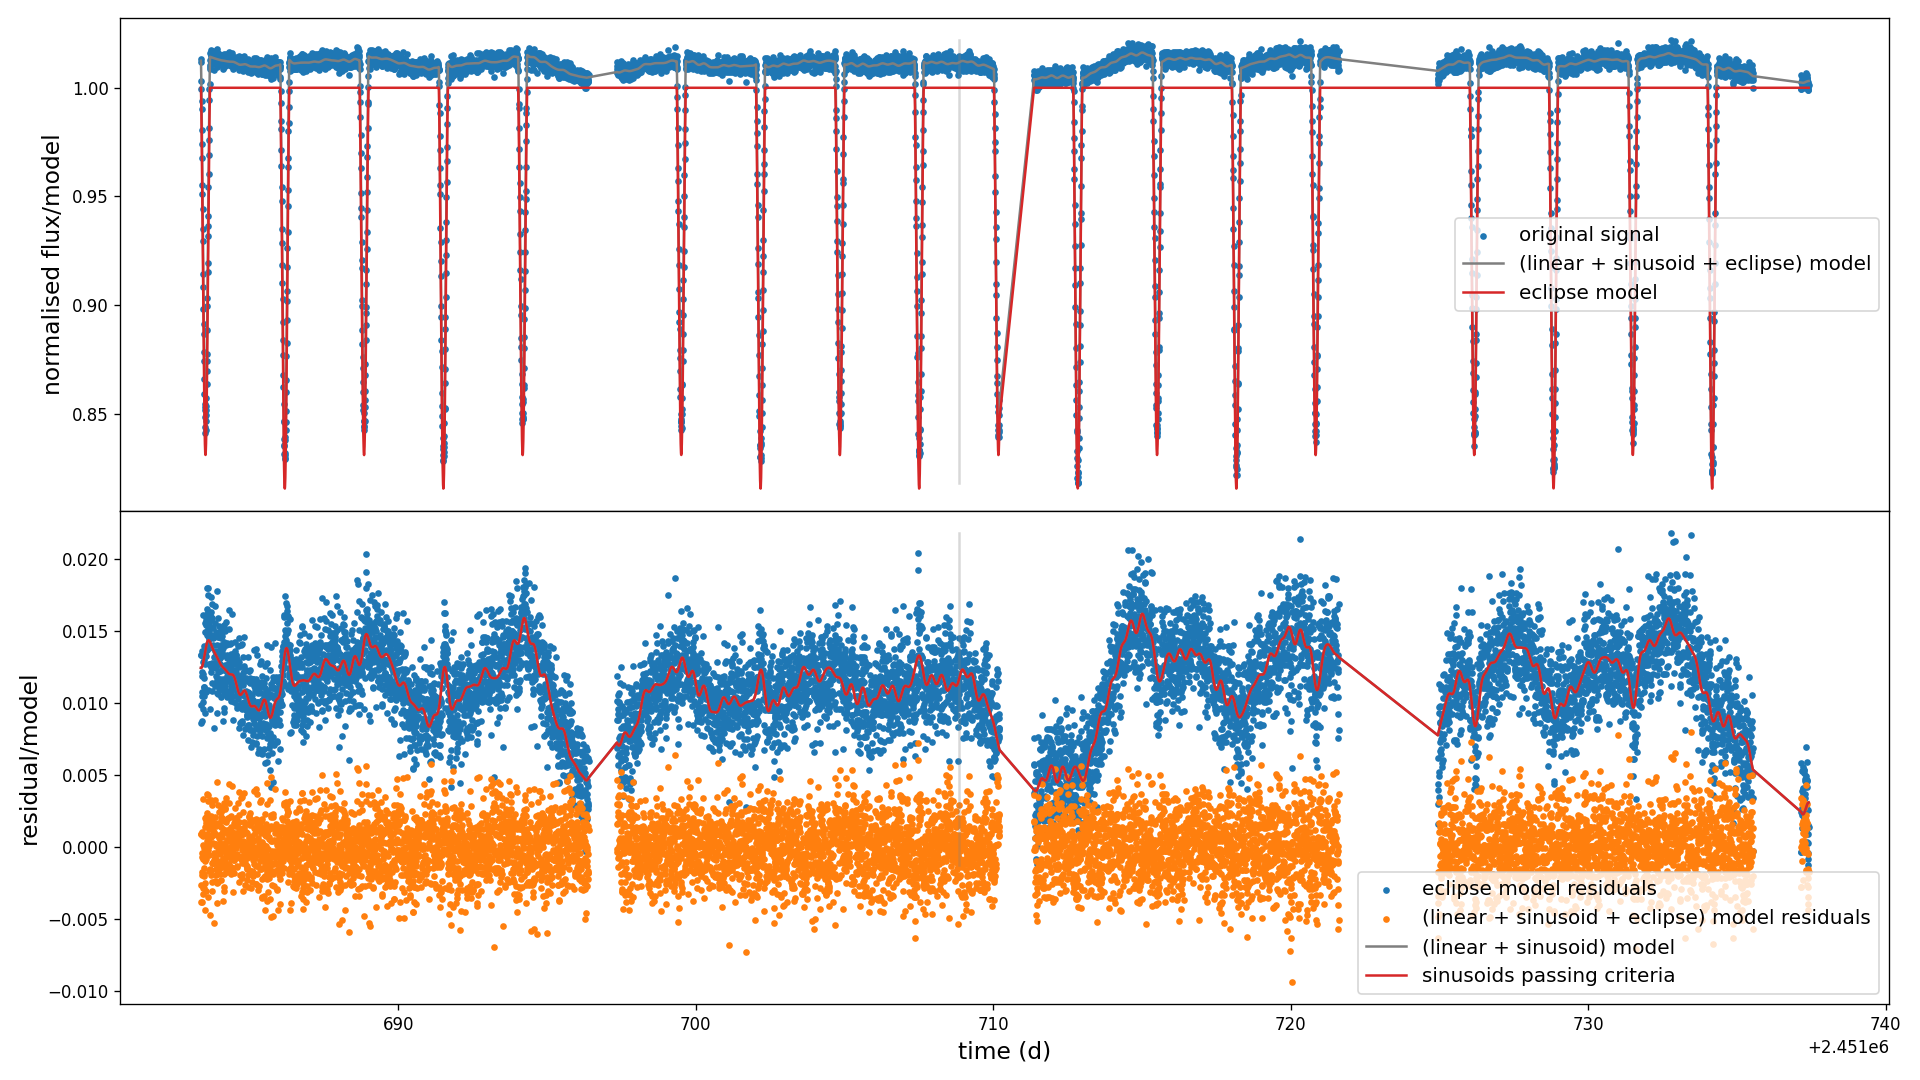 normalised flux/model
1.00
0.95
0.90
0.85
original signal
(linear + sinusoid + eclipse) model
eclipse model
residual/model
0.020
0.015
0.010
0.005
0.000
−0.005
−0.010
eclipse model residuals
(linear + sinusoid + eclipse) model residuals
(linear + sinusoid) model
sinusoids passing criteria
690 700 710 720 730 740
time (d)
+2.451e6